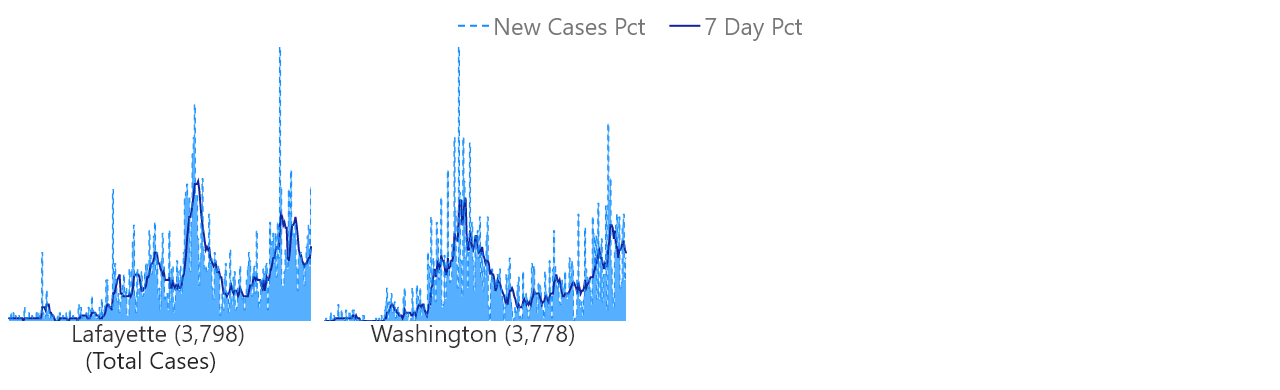 New Cases Pct 7 Day Pct
Lafayette (3,798) Washington (3,778)
(Total Cases)